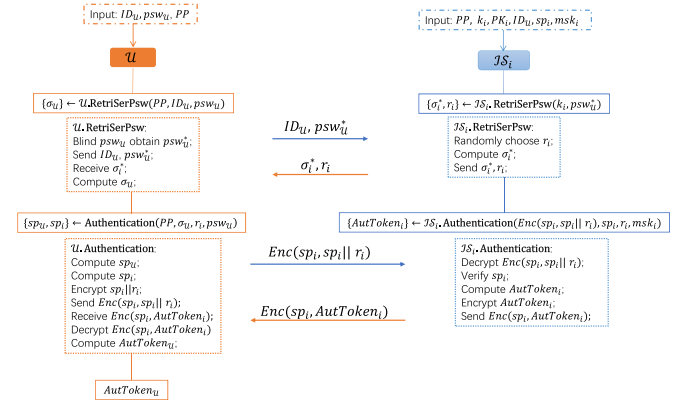 Input: ID_𝒰, psw_𝒰, PP
𝒰
{σ_𝒰} ← 𝒰.RetriSerPsw(PP, ID_𝒰, psw_𝒰)
𝒰.RetriSerPsw:
Blind psw_𝒰 obtain psw_𝒰^*;
Send ID_𝒰, psw_𝒰^*;
Receive σ_i^*;
Compute σ_𝒰;
{sp_𝒰, sp_i} ← Authentication(PP, σ_𝒰, r_i, psw_𝒰)
𝒰.Authentication:
Compute sp_𝒰;
Compute sp_i;
Encrypt sp_i||r_i;
Send Enc(sp_i, sp_i|| r_i);
Receive Enc(sp_i, AutToken_i);
Decrypt Enc(sp_i, AutToken_i)
Compute AutToken_𝒰;
AutToken_𝒰
ID_𝒰, psw_𝒰^*
σ_i^*, r_i
Enc(sp_i, sp_i|| r_i)
Enc(sp_i, AutToken_i)
Input: PP, k_i, PK_i, ID_𝒰, sp_i, msk_i
ℐ𝒮_i
{σ_i^*, r_i} ← ℐ𝒮_i.RetriSerPsw(k_i, psw_𝒰^*)
ℐ𝒮_i.RetriSerPsw:
Randomly choose r_i;
Compute σ_i^*;
Send σ_i^*, r_i;
{AutToken_i} ← ℐ𝒮_i.Authentication(Enc(sp_i, sp_i|| r_i), sp_i, r_i, msk_i)
ℐ𝒮_i.Authentication:
Decrypt Enc(sp_i, sp_i|| r_i);
Verify sp_i;
Compute AutToken_i;
Encrypt AutToken_i;
Send Enc(sp_i, AutToken_i);